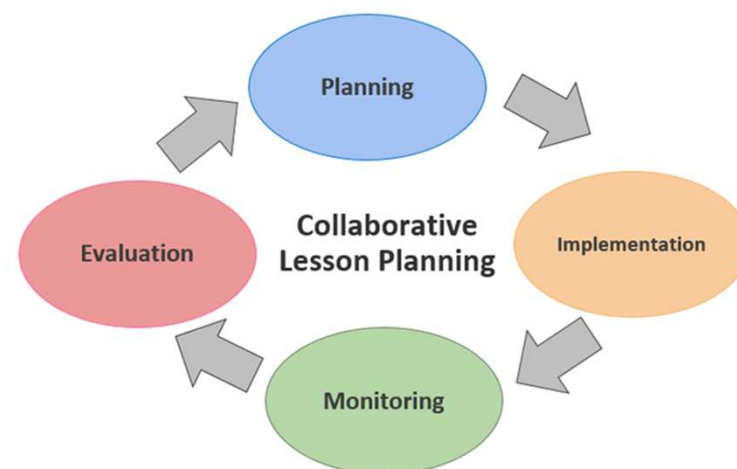 Planning
Collaborative
Lesson Planning
Implementation
Evaluation
Monitoring